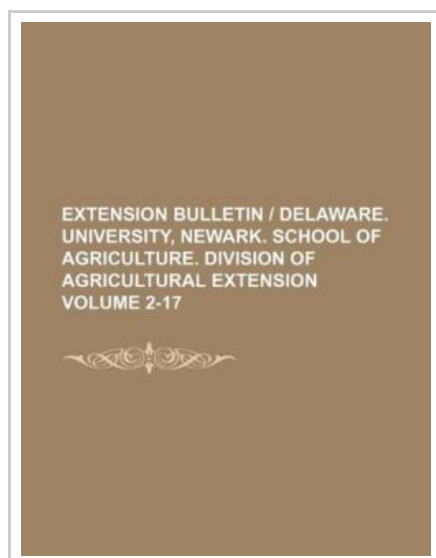 EXTENSION BULLETIN / DELAWARE.
UNIVERSITY, NEWARK. SCHOOL OF
AGRICULTURE. DIVISION OF
AGRICULTURAL EXTENSION
VOLUME 2-17